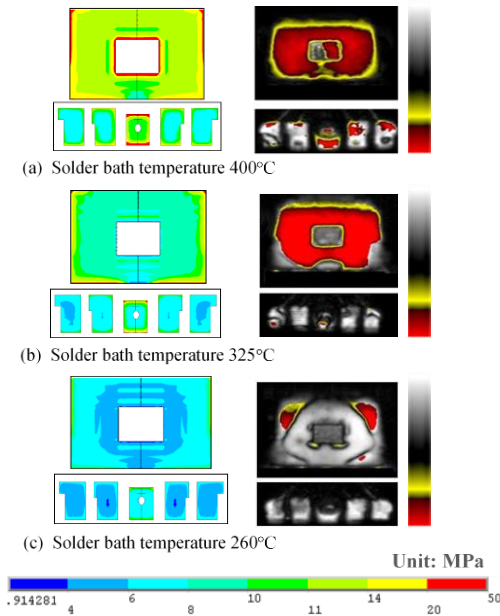 (a) Solder bath temperature 400°C
(b) Solder bath temperature 325°C
(c) Solder bath temperature 260°C
Unit: MPa
.914281 6 10 14 50
4 8 11 20